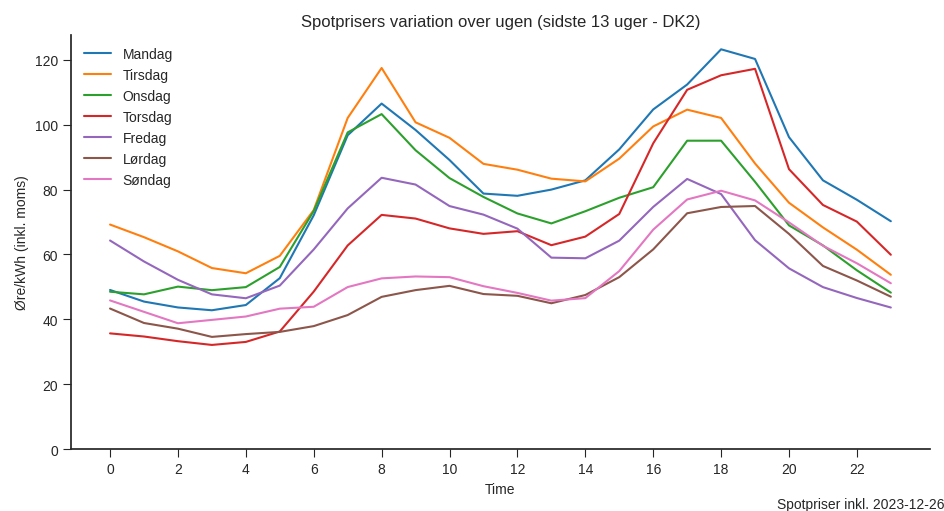 Spotprisers variation over ugen (sidste 13 uger - DK2)
Mandag
Tirsdag
Onsdag
Torsdag
Fredag
Lørdag
Søndag
Øre/kWh (inkl. moms)
120
100
80
60
40
20
0
0 2 4 6 8 10 12 14 16 18 20 22
Time
Spotpriser inkl. 2023-12-26